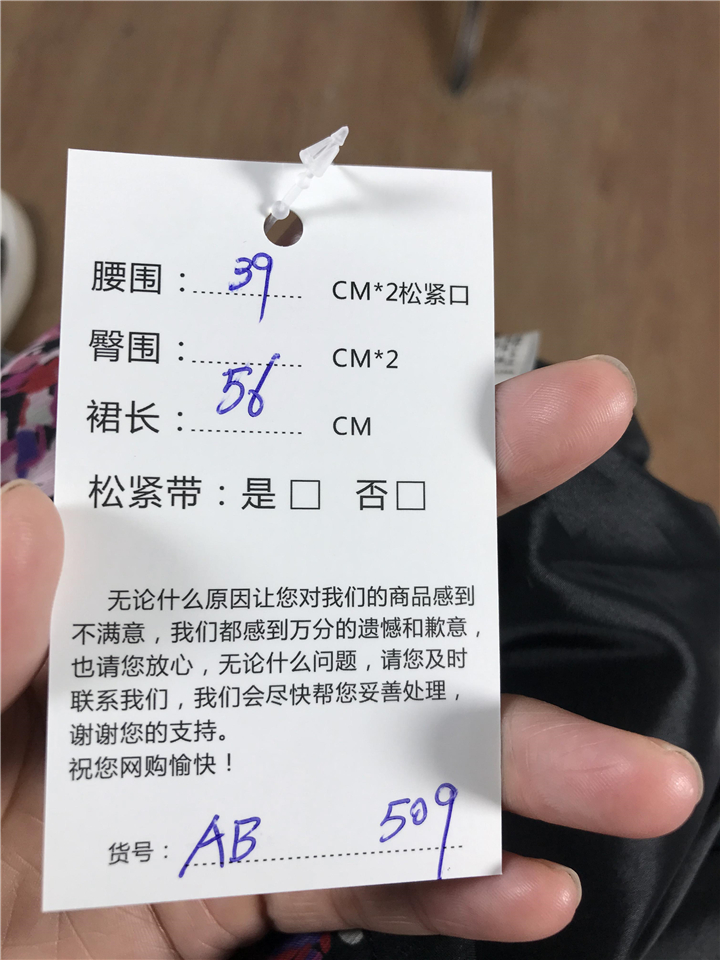 腰围：39 CM*2松紧口
臀围： CM*2
裙长：56 CM
松紧带：是□ 否□
无论什么原因让您对我们的商品感到
不满意，我们都感到万分的遗憾和歉意，
也请您放心，无论什么问题，请您及时
联系我们，我们会尽快帮您妥善处理，
谢谢您的支持。
祝您网购愉快！
货号：AB 509